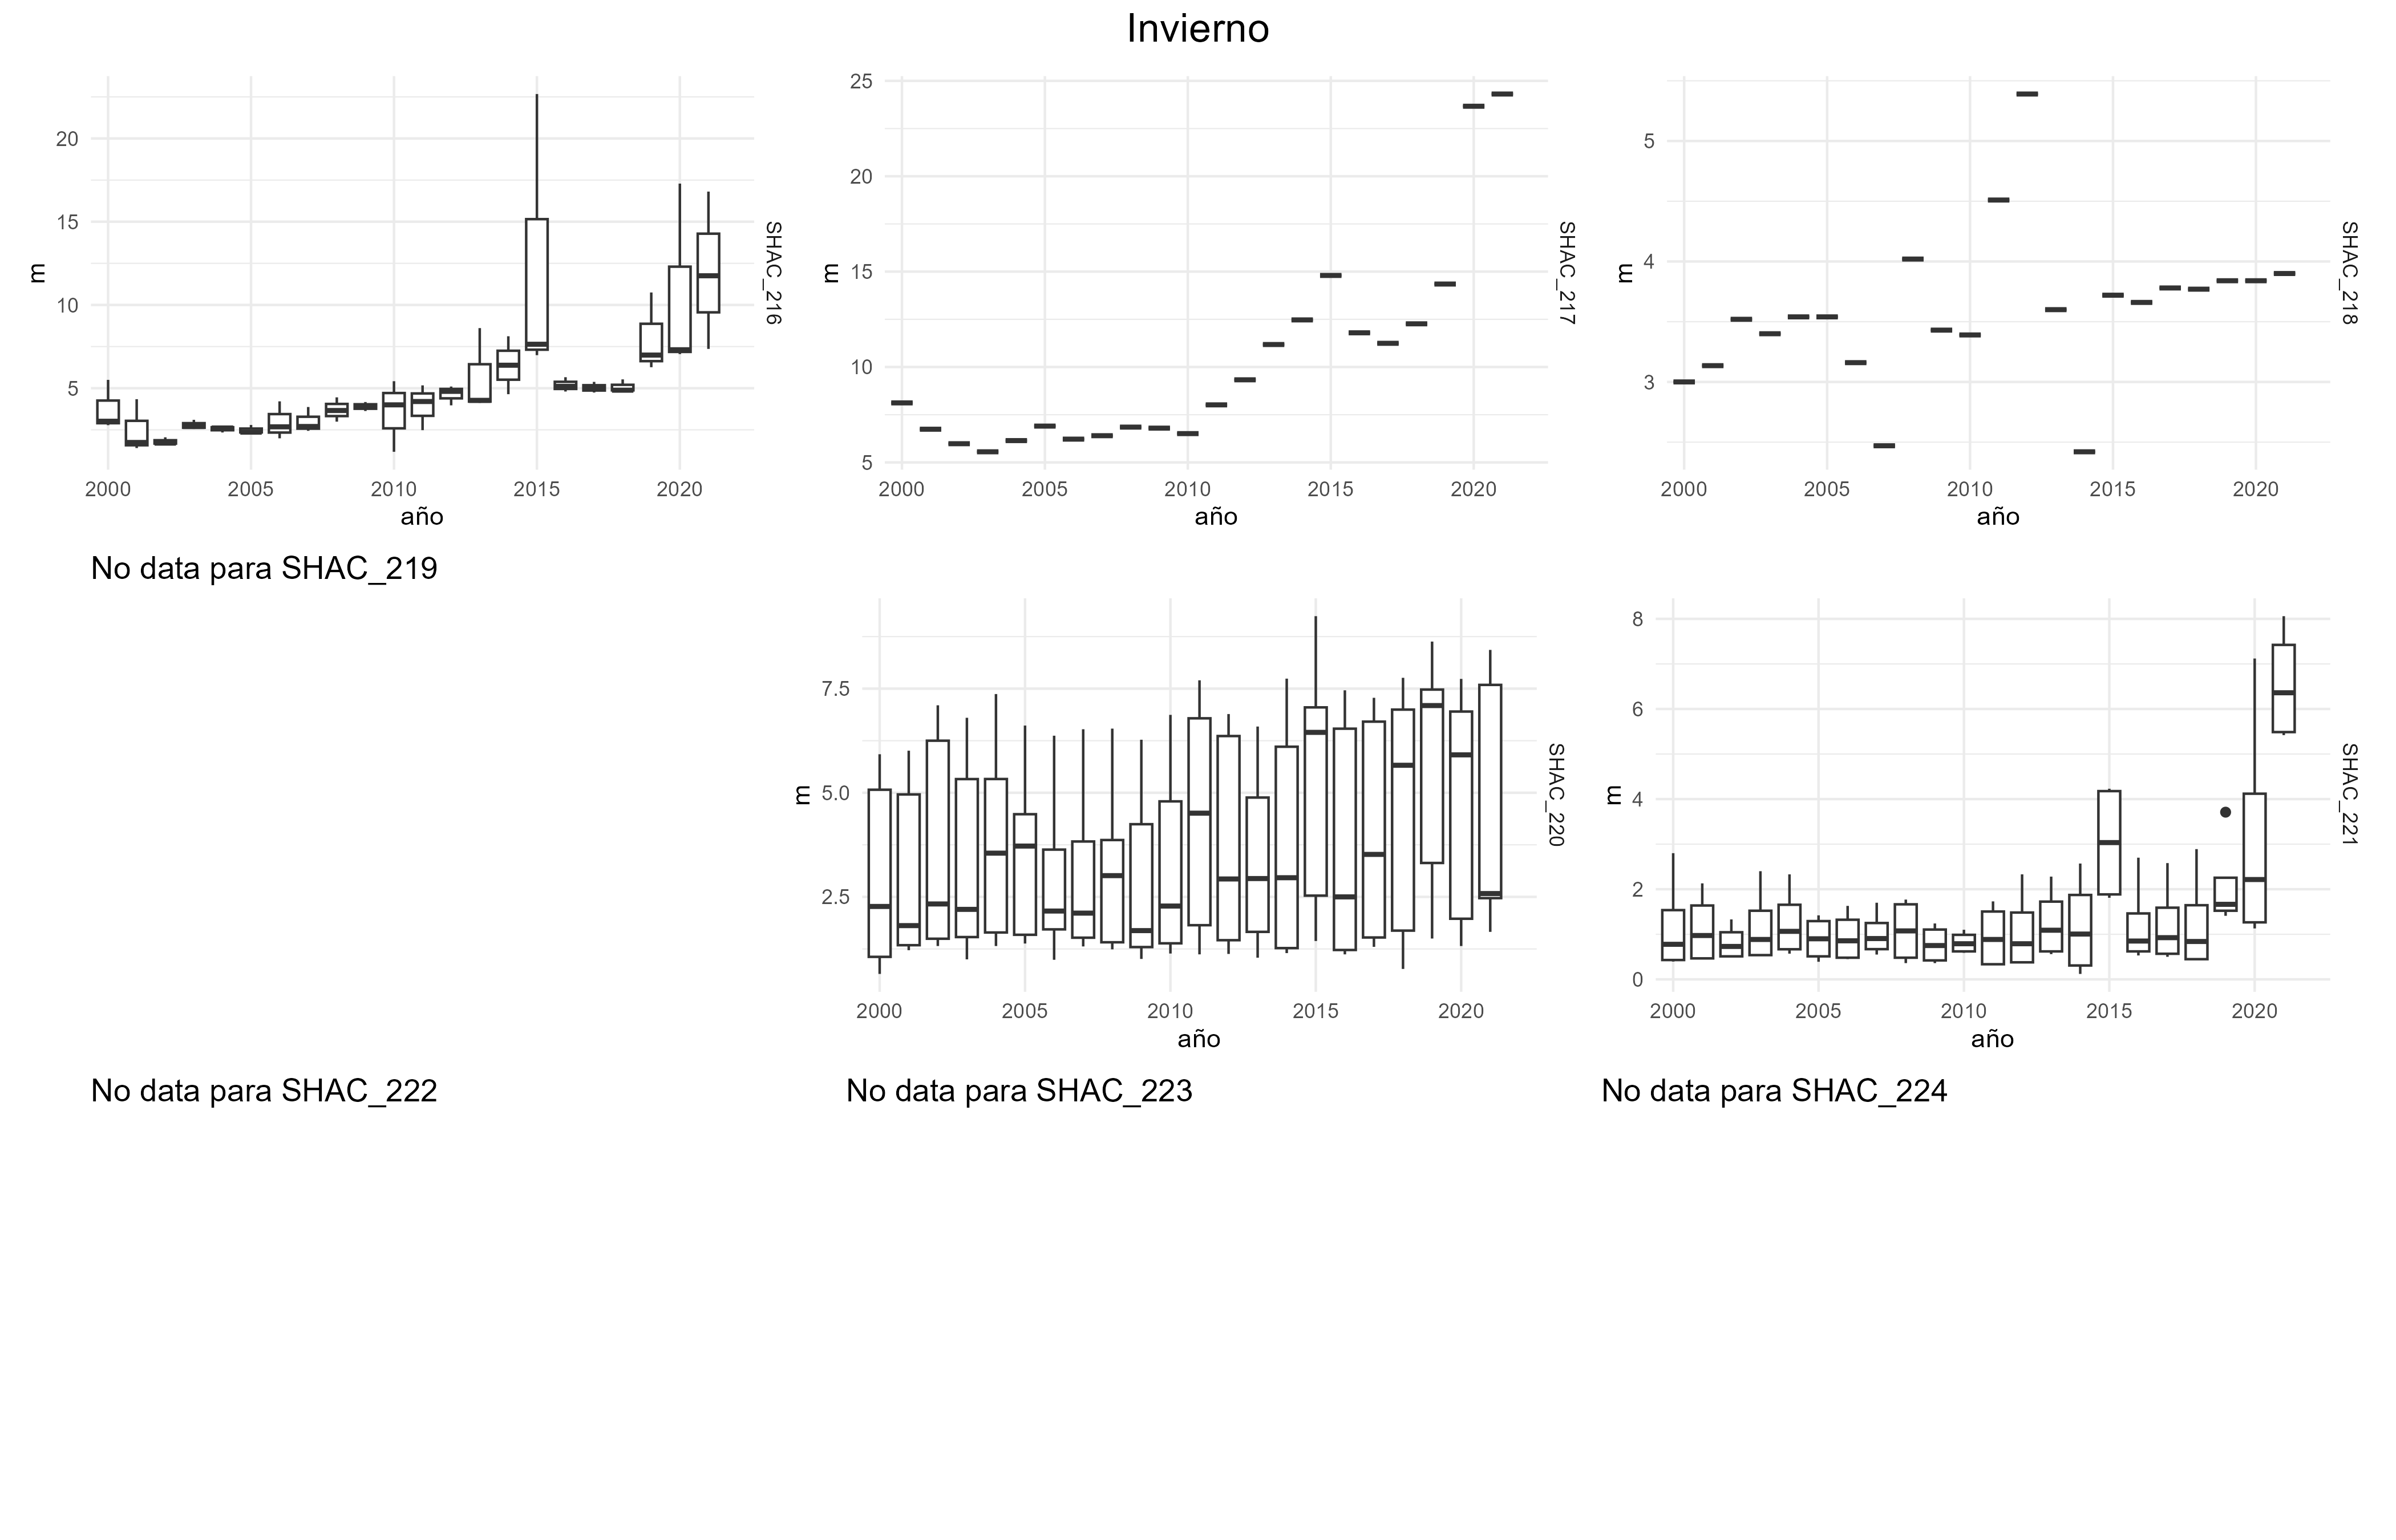 Invierno
m
20
15
10
5
2000 2005 2010 2015 2020
año
SHAC_216
m
25
20
15
10
5
2000 2005 2010 2015 2020
año
SHAC_217
m
5
4
3
2000 2005 2010 2015 2020
año
SHAC_218
No data para SHAC_219
m
7.5
5.0
2.5
2000 2005 2010 2015 2020
año
SHAC_220
m
8
6
4
2
0
2000 2005 2010 2015 2020
año
SHAC_221
No data para SHAC_222
No data para SHAC_223
No data para SHAC_224